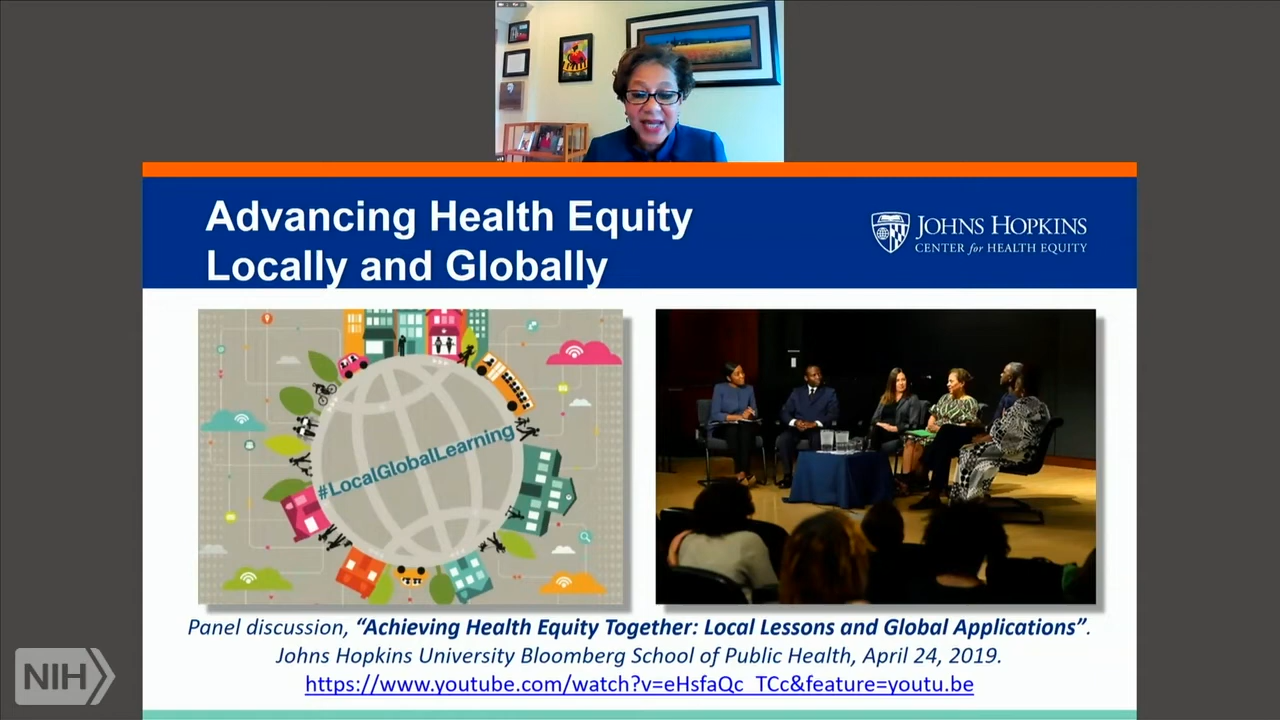 Advancing Health Equity
Locally and Globally
JOHNS HOPKINS
CENTER for HEALTH EQUITY
#LocalGlobalLearning
Panel discussion, “Achieving Health Equity Together: Local Lessons and Global Applications”.
Johns Hopkins University Bloomberg School of Public Health, April 24, 2019.
https://www.youtube.com/watch?v=eHsfaQc_TCc&feature=youtu.be
NIH